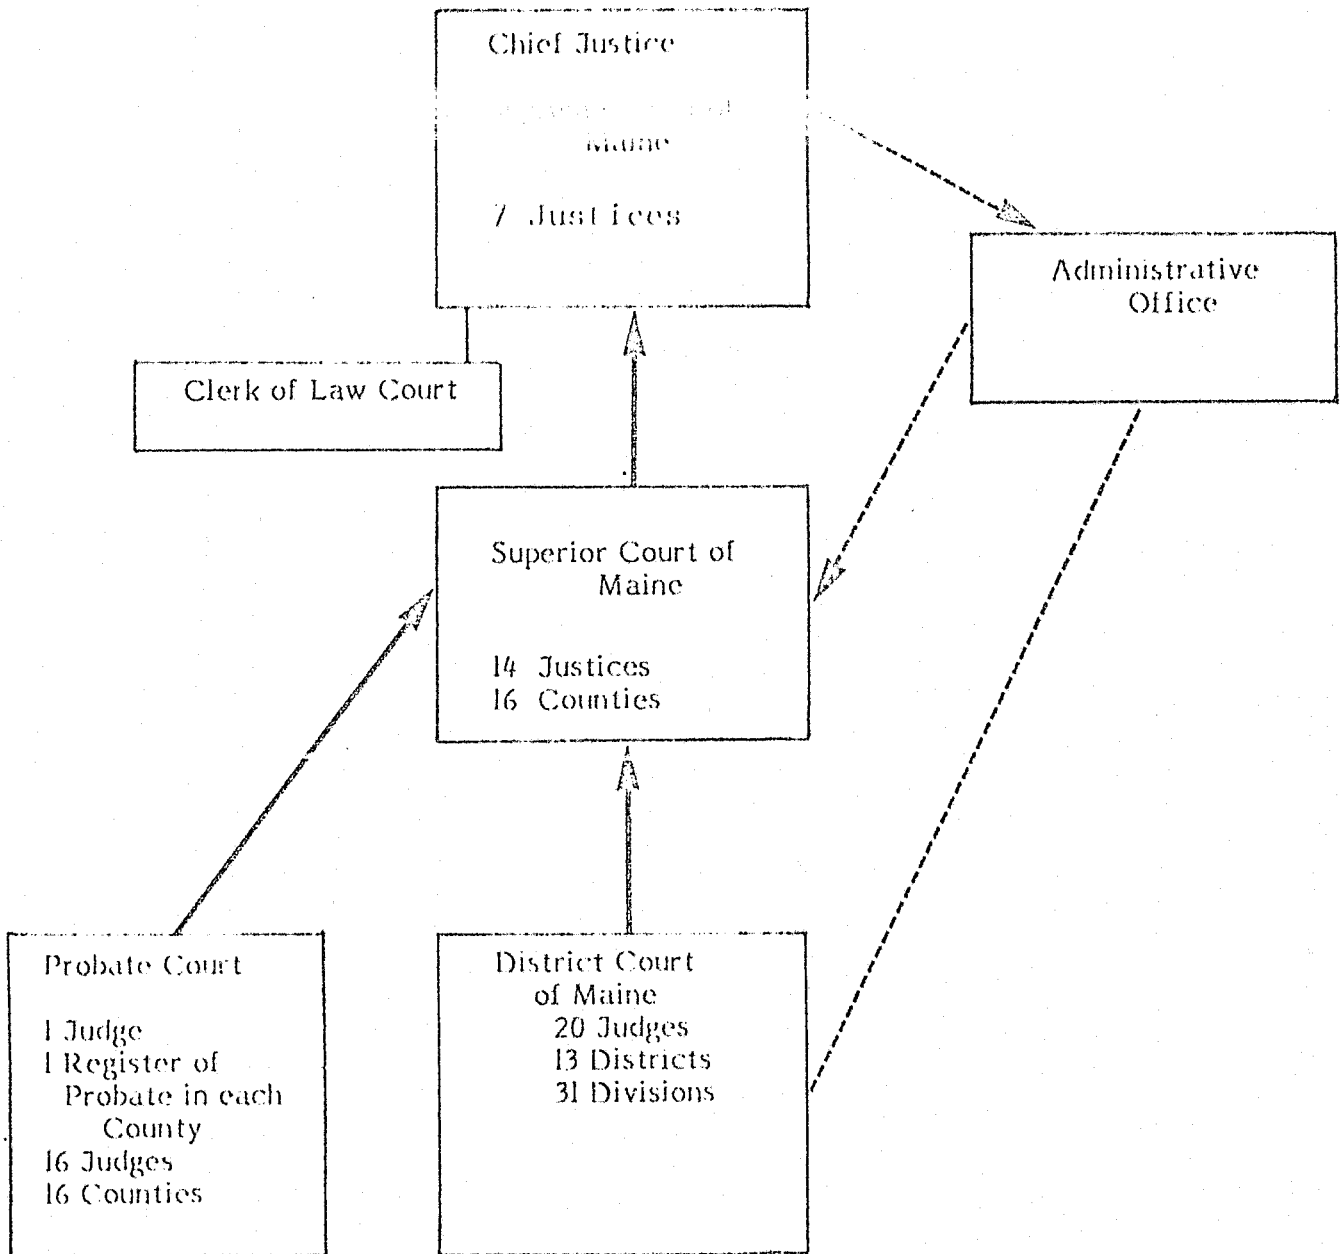 Chief Justice
Maine
7 Justices
Administrative
Office
Clerk of Law Court
Superior Court of
Maine
14 Justices
16 Counties
Probate Court
1 Judge
1 Register of
Probate in each
County
16 Judges
16 Counties
District Court
of Maine
20 Judges
13 Districts
31 Divisions